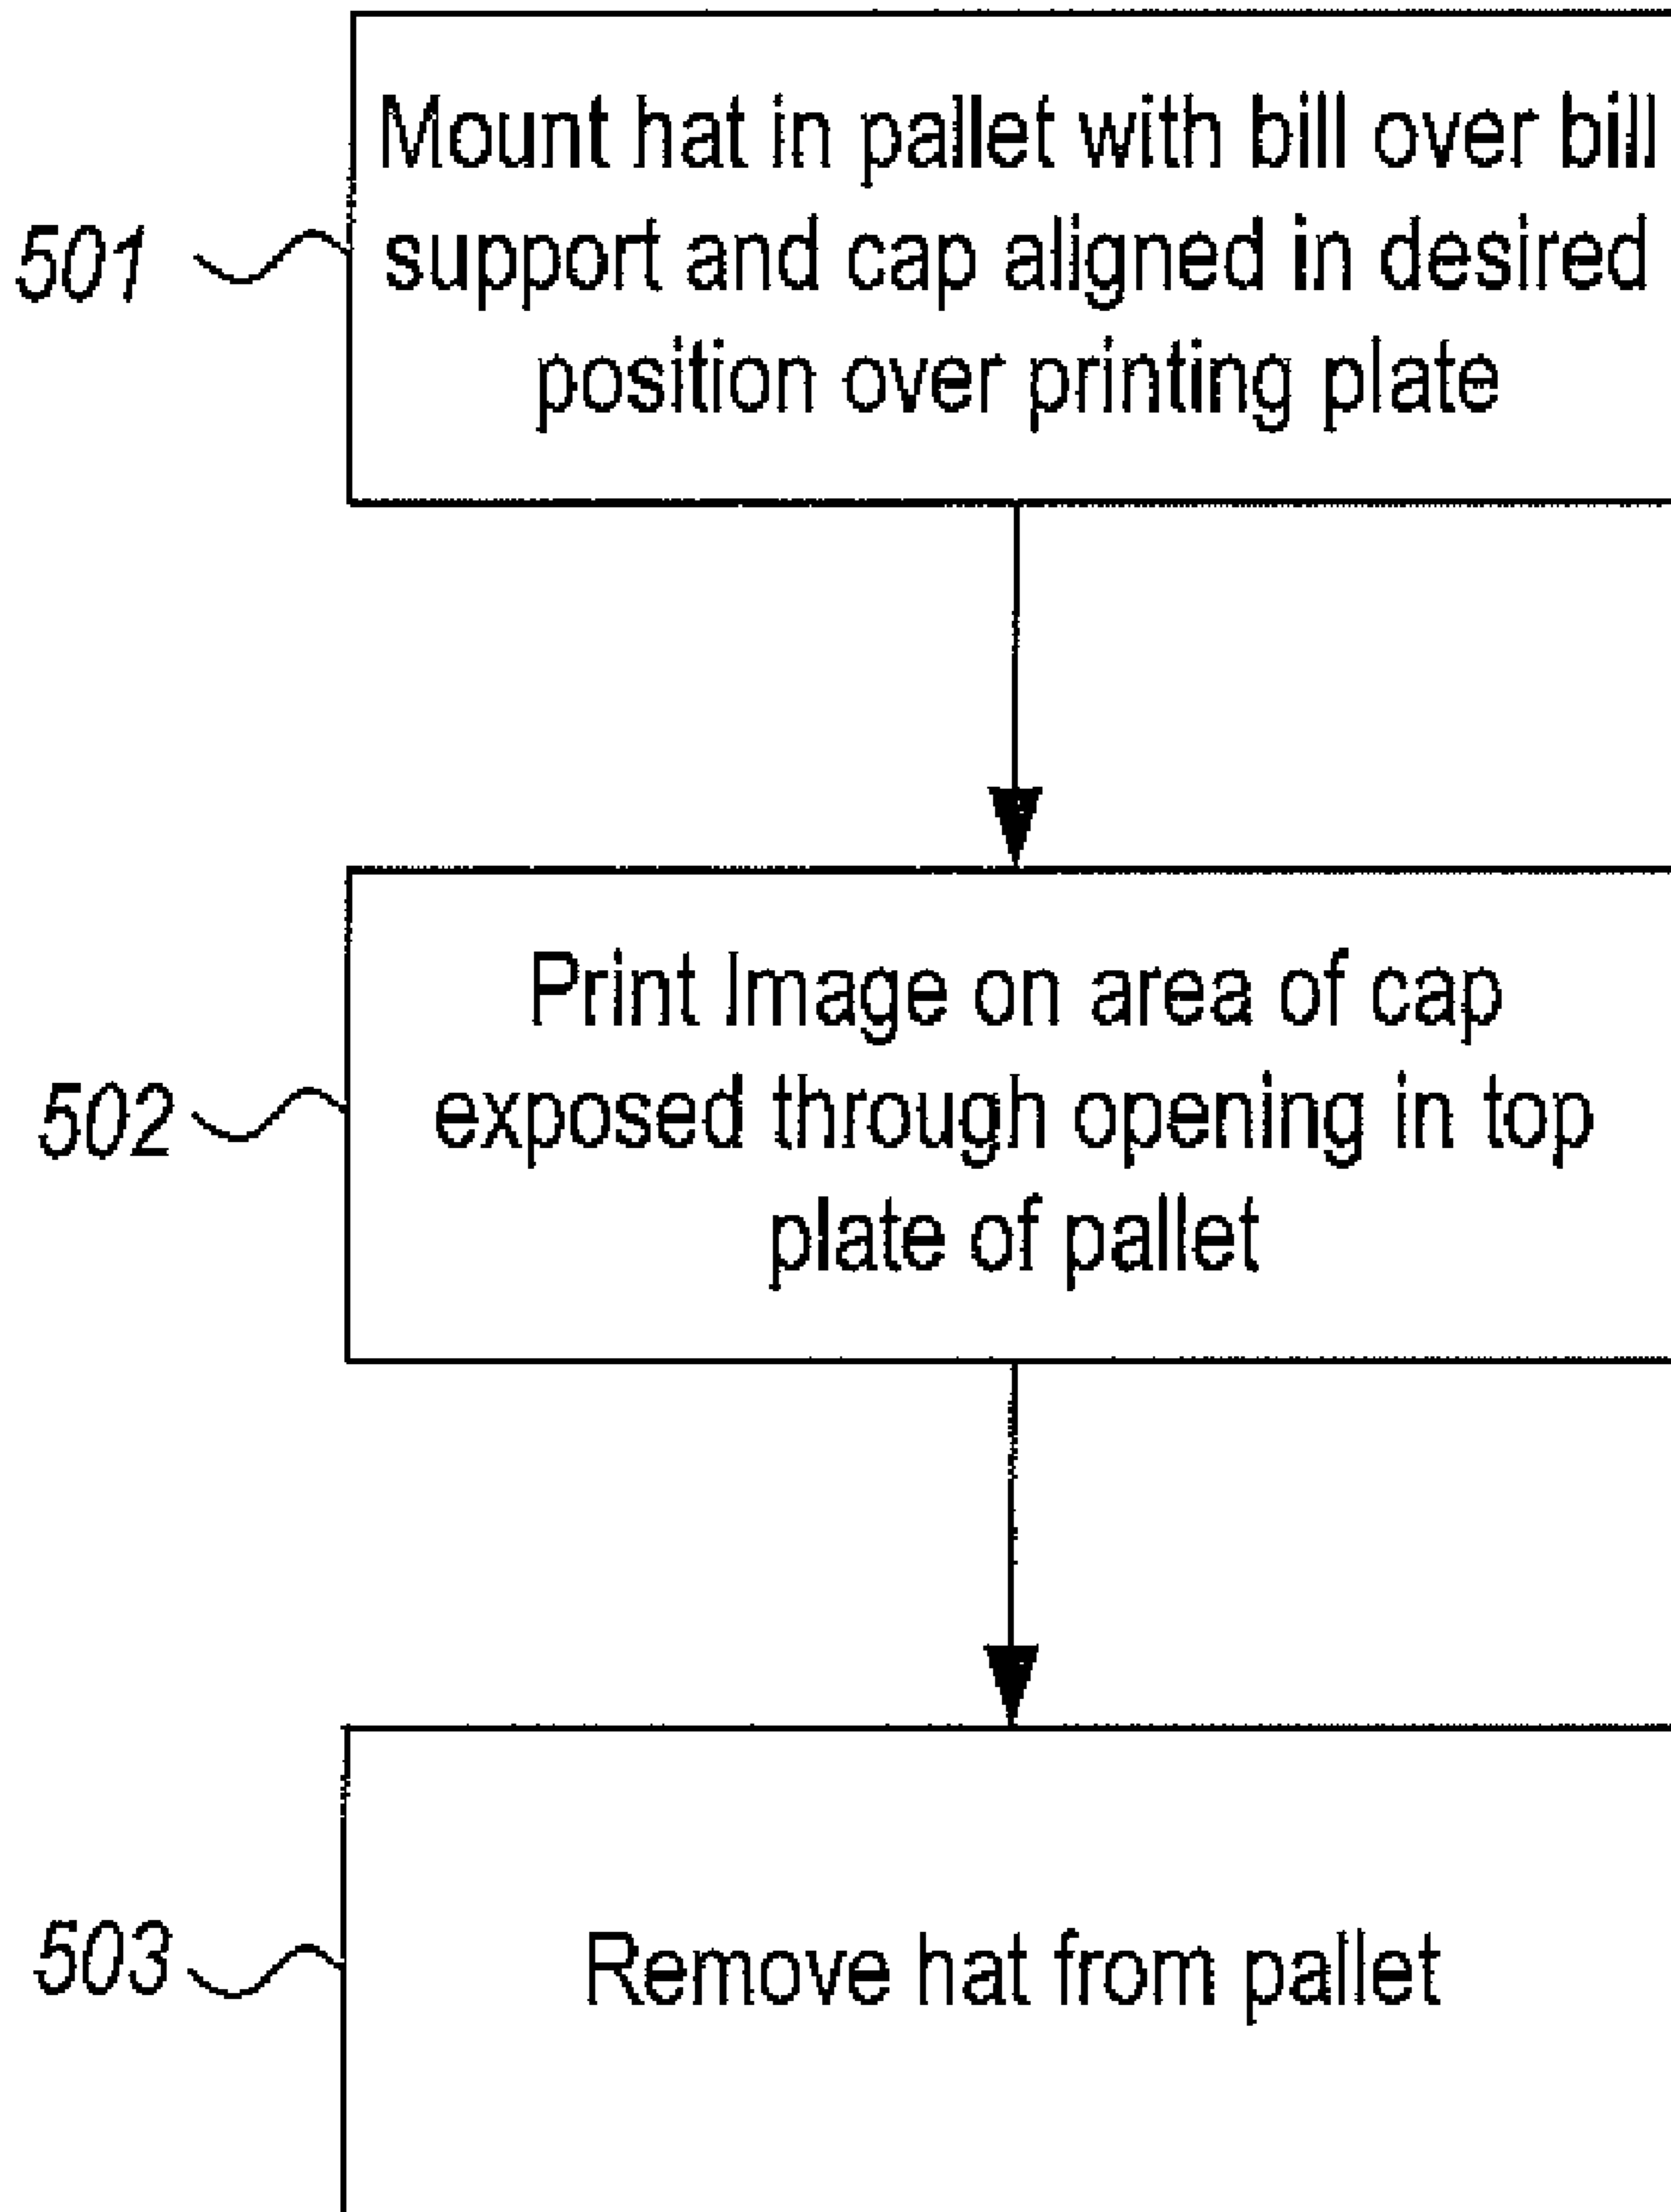 501
Mount hat in pallet with bill over bill
support and cap aligned in desired
position over printing plate
502
Print Image on area of cap
exposed through opening in top
plate of pallet
503
Remove hat from pallet